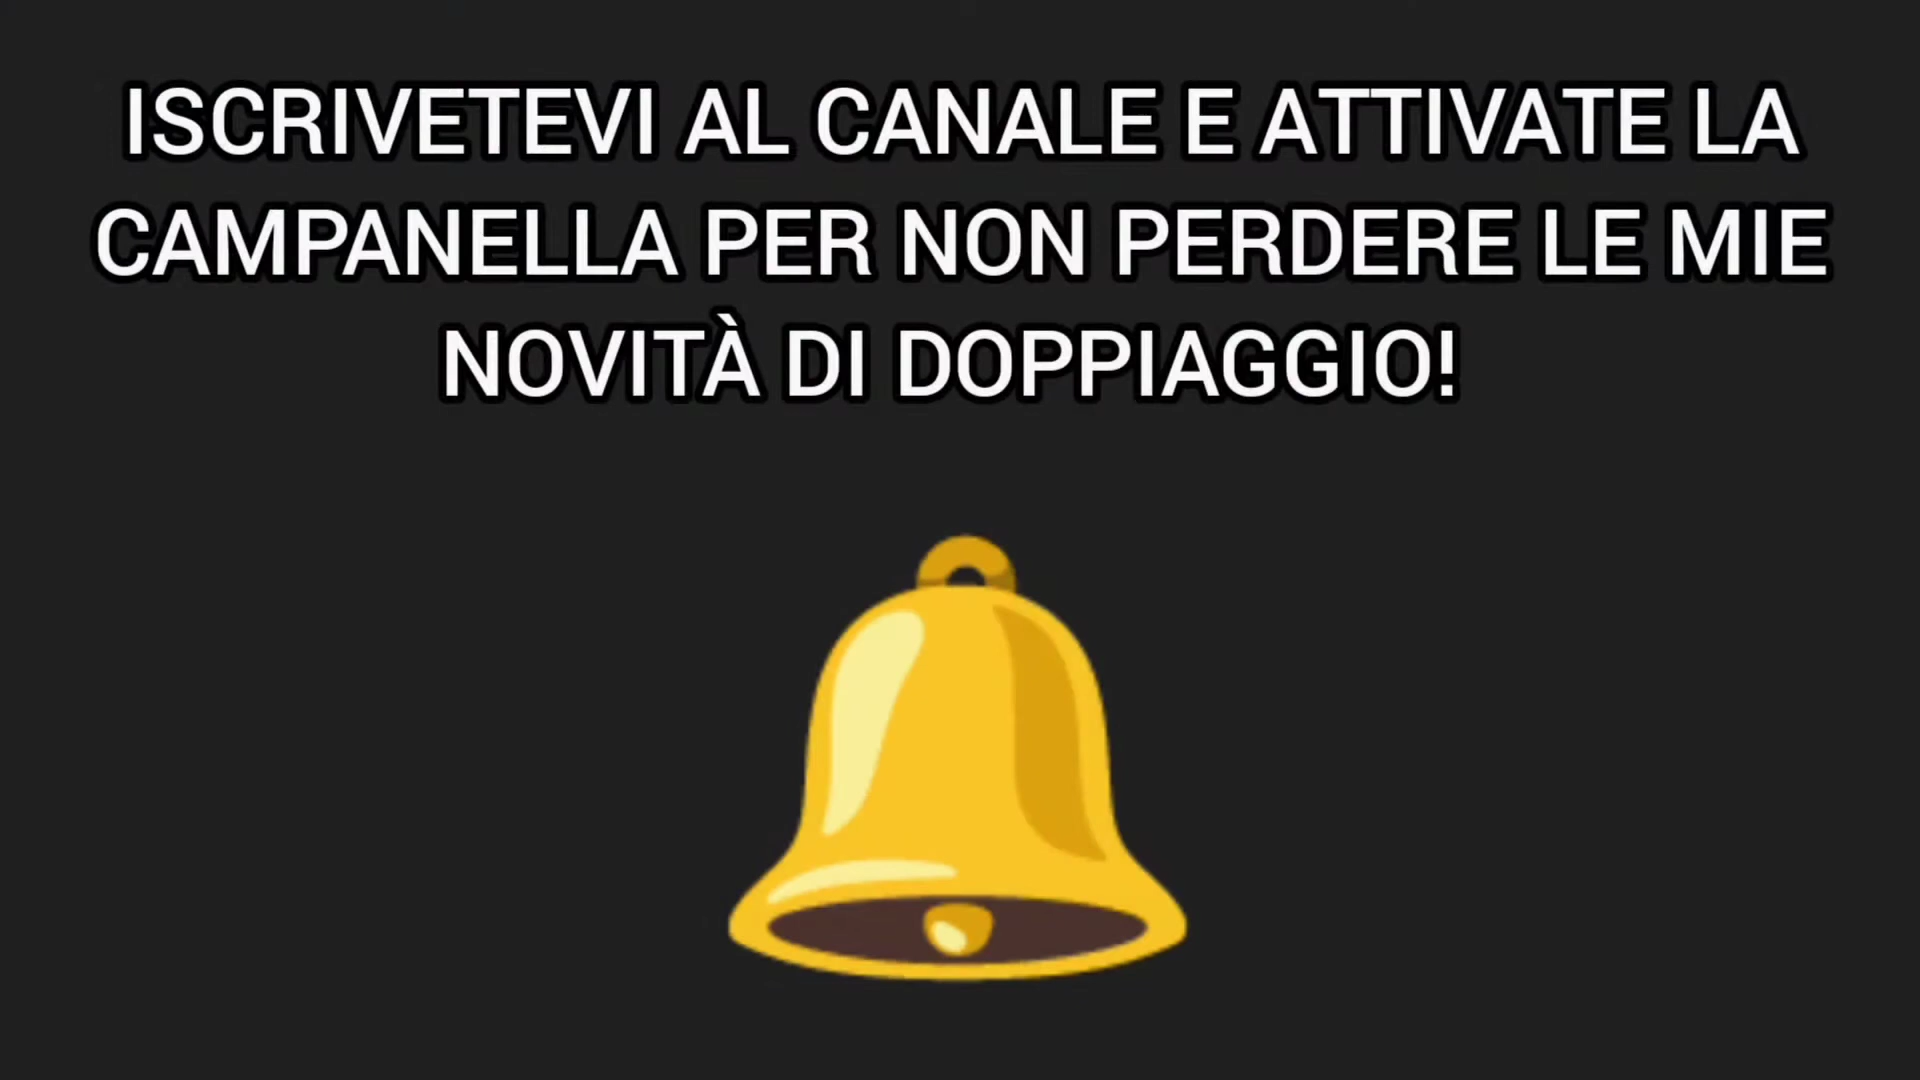 ISCRIVETEVI AL CANALE E ATTIVATE LA
CAMPANELLA PER NON PERDERE LE MIE
NOVITÀ DI DOPPIAGGIO!